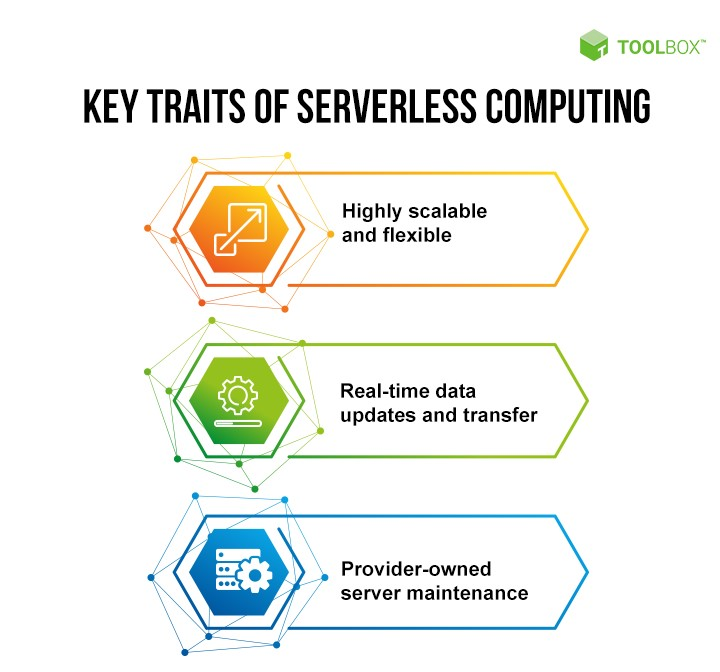 TOOLBOX™
KEY TRAITS OF SERVERLESS COMPUTING
Highly scalable
and flexible
Real-time data
updates and transfer
Provider-owned
server maintenance